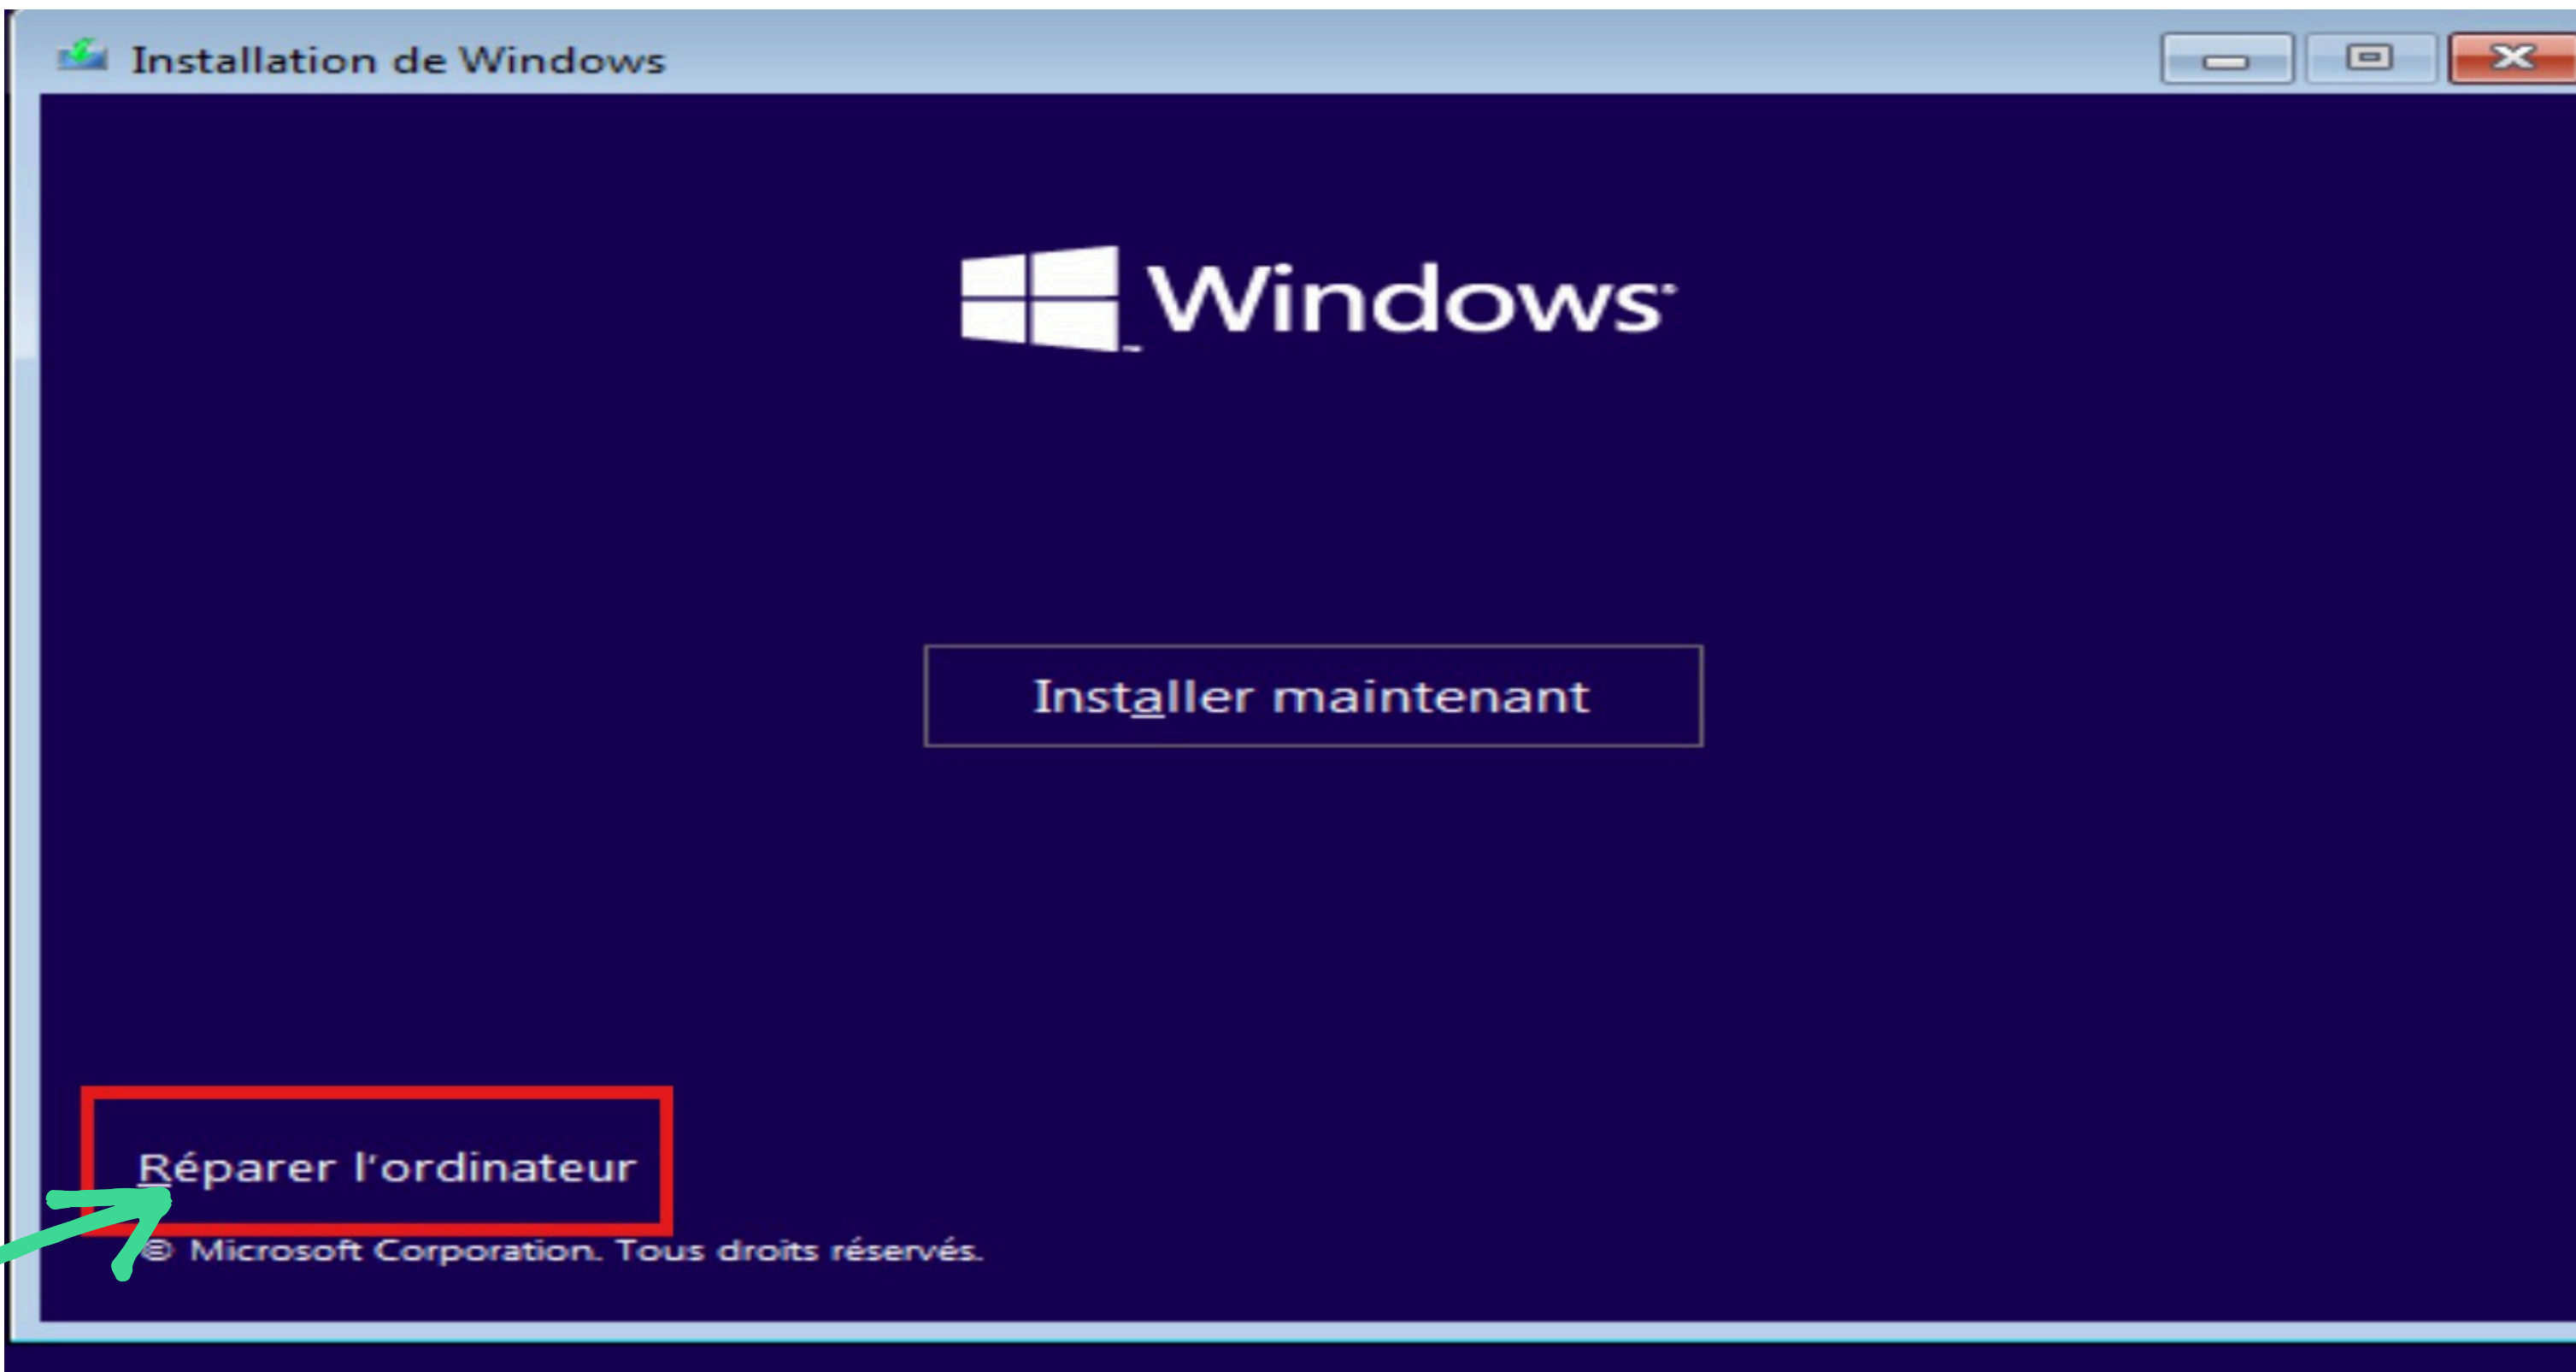 Installation de Windows
Windows
Installer maintenant
Réparer l'ordinateur
© Microsoft Corporation. Tous droits réservés.